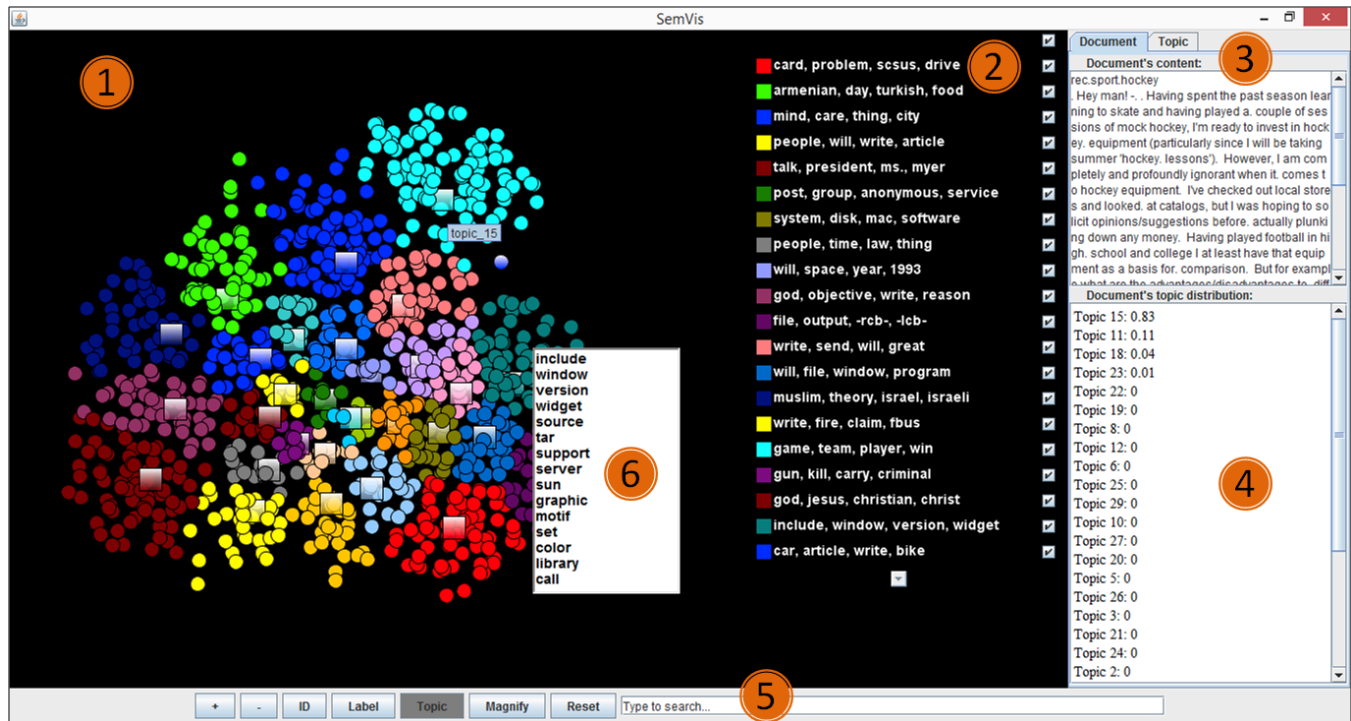 SemVis
1
2
3
card, problem, scsus, drive
armenian, day, turkish, food
mind, care, thing, city
people, will, write, article
talk, president, ms., myer
post, group, anonymous, service
system, disk, mac, software
people, time, law, thing
will, space, year, 1993
god, objective, write, reason
file, output, -rcb-, -lcb-
write, send, will, great
will, file, window, program
muslim, theory, israel, israeli
write, fire, claim, fbus
game, team, player, win
gun, kill, carry, criminal
god, jesus, christian, christ
include, window, version, widget
car, article, write, bike
topic_15
include
window
version
widget
source
tar
support
server
sun
graphic
motif
set
color
library
call
6
Document Topic
Document's content:
rec.sport.hockey
. Hey man! -. . Having spent the past season lear
ning to skate and having played a. couple of ses
sions of mock hockey, I'm ready to invest in hock
ey. equipment (particularly since I will be taking
summer 'hockey. lessons'). However, I am com
pletely and profoundly ignorant when it. comes t
o hockey equipment. I've checked out local store
s and looked. at catalogs, but I was hoping to so
licit opinions/suggestions before. actually plunki
ng down any money. Having played football in hi
gh. school and college I at least have that equip
ment as a basis for. comparison. But for exampl
e what are the advantages/disadvantages to. diff
Document's topic distribution:
Topic 15: 0.83
Topic 11: 0.11
Topic 18: 0.04
Topic 23: 0.01
Topic 22: 0
Topic 19: 0
Topic 8: 0
Topic 12: 0
Topic 6: 0
Topic 25: 0
Topic 29: 0
Topic 10: 0
Topic 27: 0
Topic 20: 0
Topic 5: 0
Topic 26: 0
Topic 3: 0
Topic 21: 0
Topic 24: 0
Topic 2: 0
4
+ - ID Label Topic Magnify Reset Type to search...
5